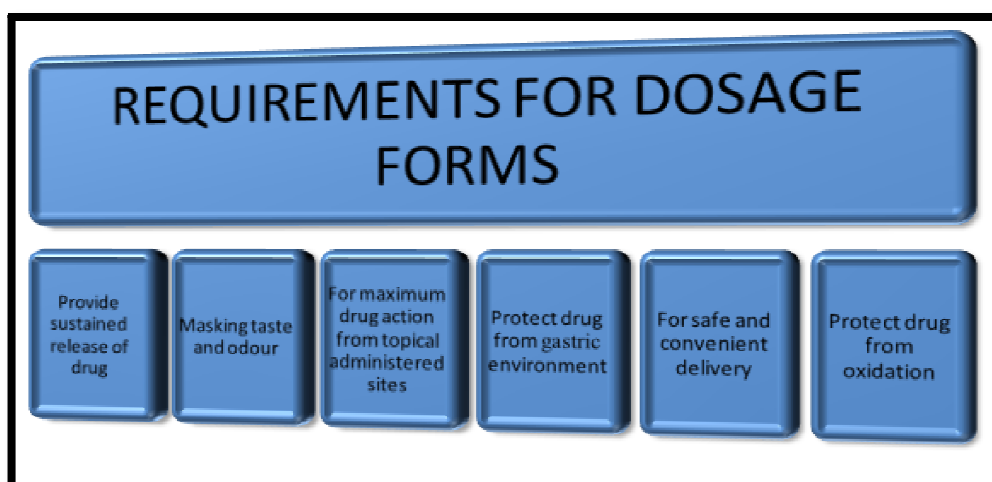 REQUIREMENTS FOR DOSAGE
FORMS
Provide
sustained
release of
drug
Masking taste
and odour
For maximum
drug action
from topical
administered
sites
Protect drug
from gastric
environment
For safe and
convenient
delivery
Protect drug
from
oxidation